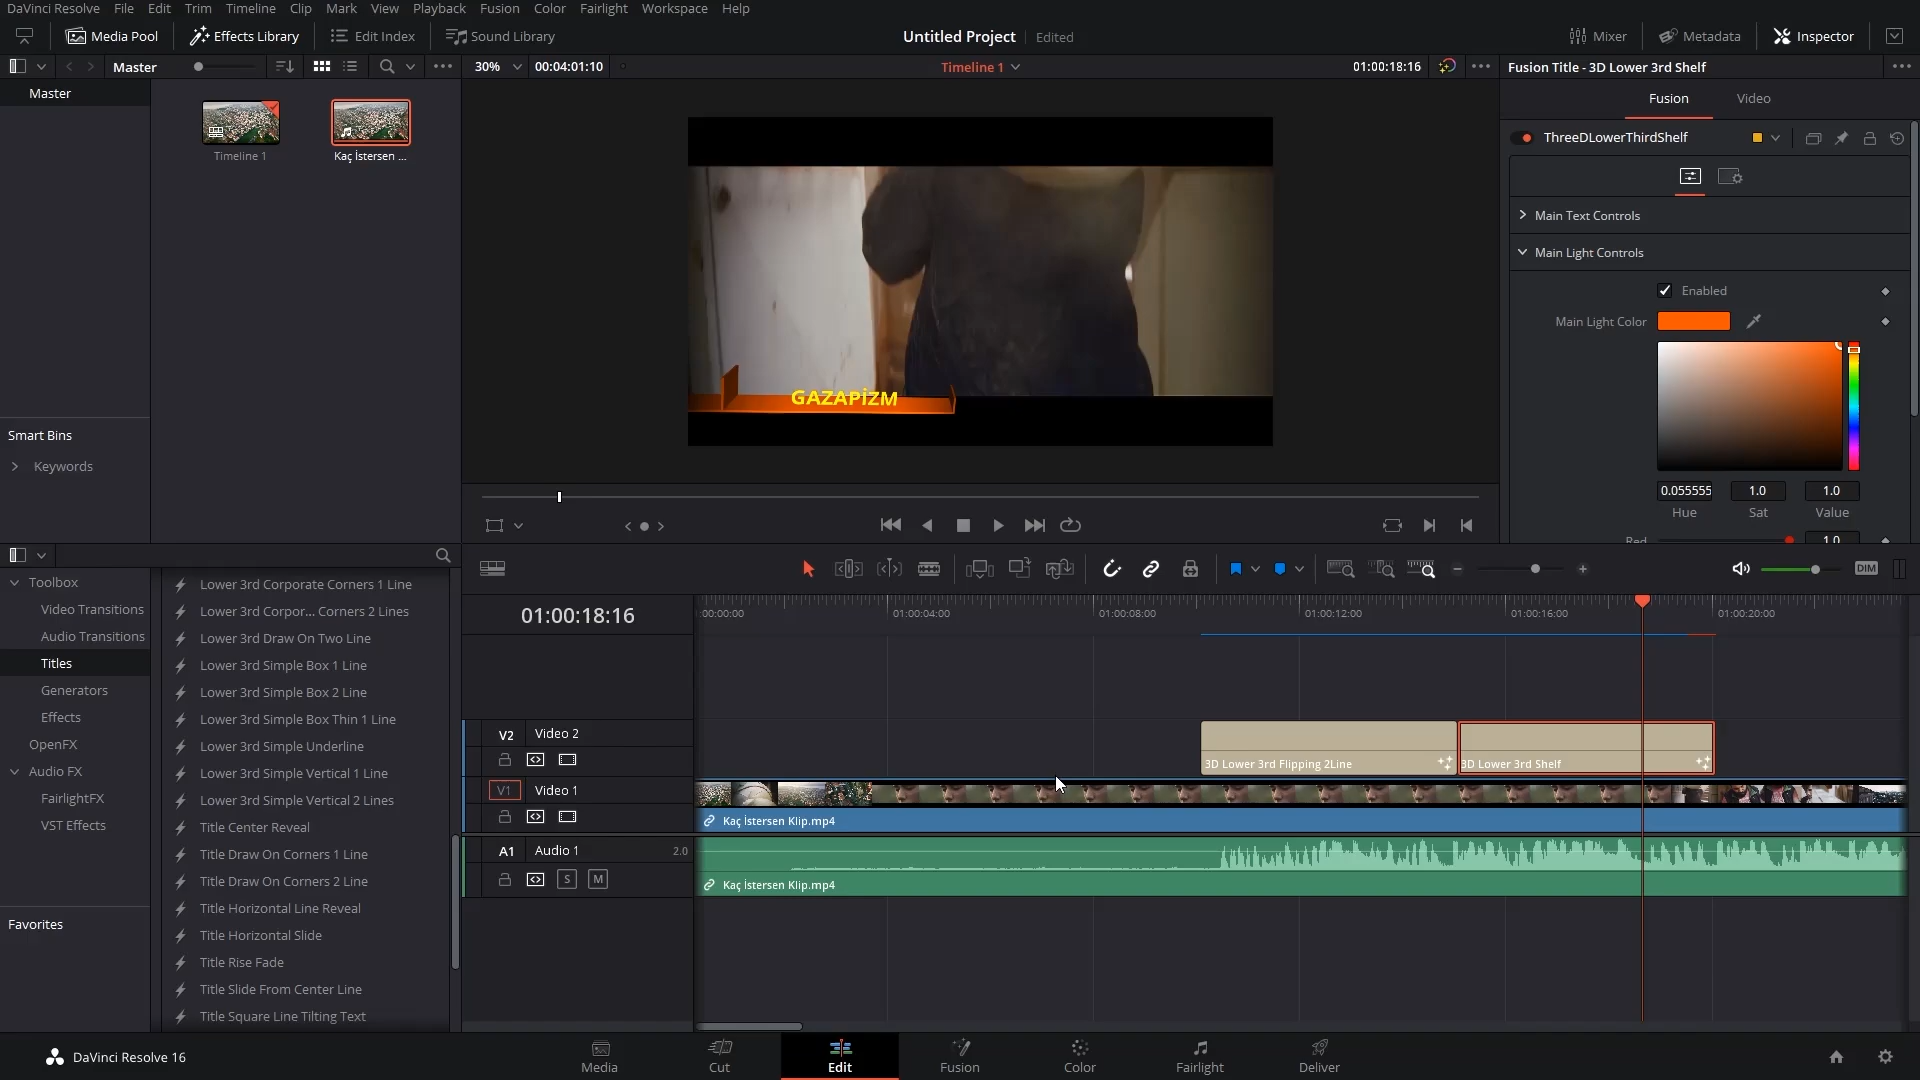 DaVinci Resolve File Edit Trim Timeline Clip Mark View Playback Fusion Color Fairlight Workspace Help
Media Pool Effects Library Edit Index Sound Library Untitled Project Edited Mixer Metadata Inspector
Master 30% 00:04:01:10 Timeline 1 01:00:18:16 Fusion Title - 3D Lower 3rd Shelf
Master
Timeline 1
Kaç İstersen ...
Smart Bins
Keywords
GAZAPİZM
Fusion Video
ThreeDLowerThirdShelf
Main Text Controls
Main Light Controls
Enabled
Main Light Color
0.055555 1.0 1.0
Hue Sat Value
Red 1.0
Toolbox
Video Transitions
Audio Transitions
Titles
Generators
Effects
OpenFX
Audio FX
FairlightFX
VST Effects
Favorites
Lower 3rd Corporate Corners 1 Line
Lower 3rd Corpor... Corners 2 Lines
Lower 3rd Draw On Two Line
Lower 3rd Simple Box 1 Line
Lower 3rd Simple Box 2 Line
Lower 3rd Simple Box Thin 1 Line
Lower 3rd Simple Underline
Lower 3rd Simple Vertical 1 Line
Lower 3rd Simple Vertical 2 Lines
Title Center Reveal
Title Draw On Corners 1 Line
Title Draw On Corners 2 Line
Title Horizontal Line Reveal
Title Horizontal Slide
Title Rise Fade
Title Slide From Center Line
Title Square Line Tilting Text
DIM
01:00:18:16
:00:00:00 01:00:04:00 01:00:08:00 01:00:12:00 01:00:16:00 01:00:20:00
V2 Video 2
3D Lower 3rd Flipping 2Line 3D Lower 3rd Shelf
V1 Video 1
Kaç İstersen Klip.mp4
A1 Audio 1 2.0
S M
Kaç İstersen Klip.mp4
DaVinci Resolve 16
Media Cut Edit Fusion Color Fairlight Deliver